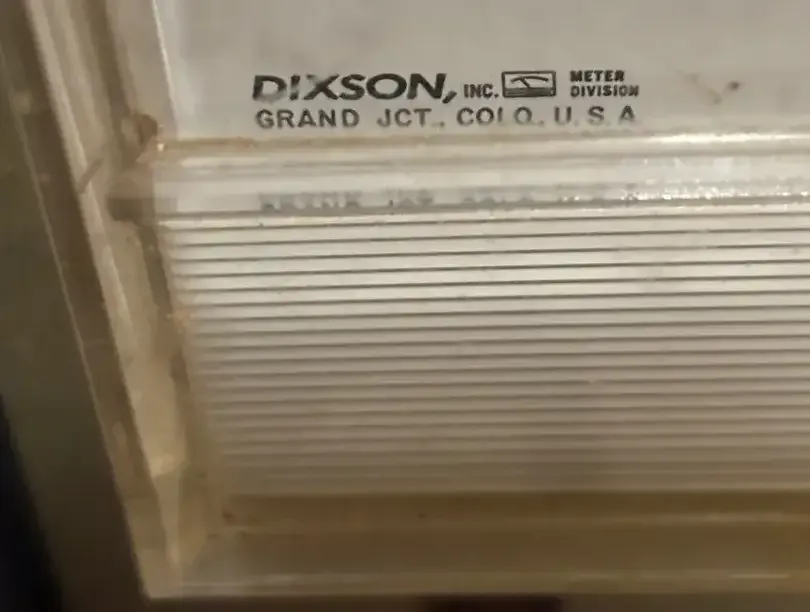 DIXSON, INC. METER DIVISION
GRAND JCT., COLO., U.S.A.